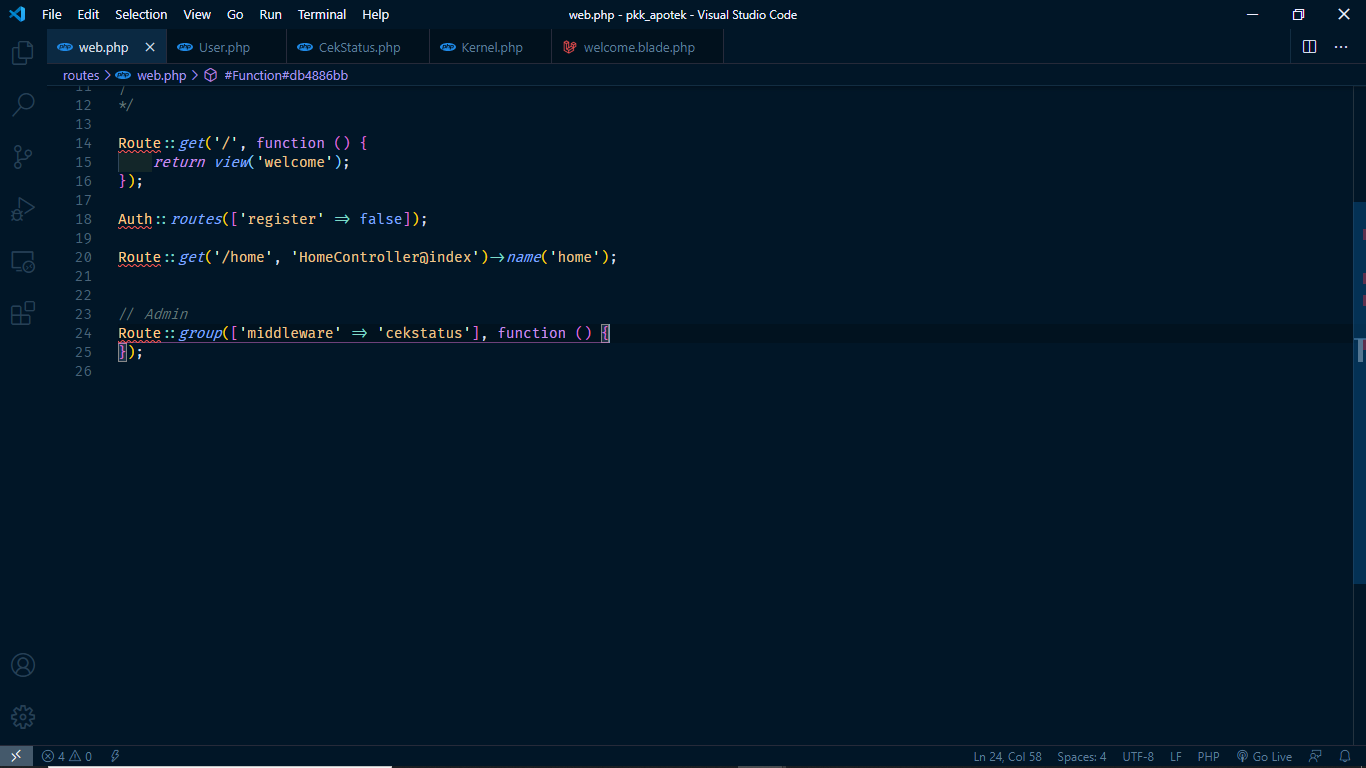 File Edit Selection View Go Run Terminal Help web.php - pkk_apotek - Visual Studio Code
web.php User.php CekStatus.php Kernel.php welcome.blade.php
routes > web.php > #Function#db4886bb
11
12 */
13
14 Route::get('/', function () {
15 return view('welcome');
16 });
17
18 Auth::routes(['register' => false]);
19
20 Route::get('/home', 'HomeController@index')->name('home');
21
22
23 // Admin
24 Route::group(['middleware' => 'cekstatus'], function () {
25 });
26
4 0 Ln 24, Col 58 Spaces: 4 UTF-8 LF PHP Go Live